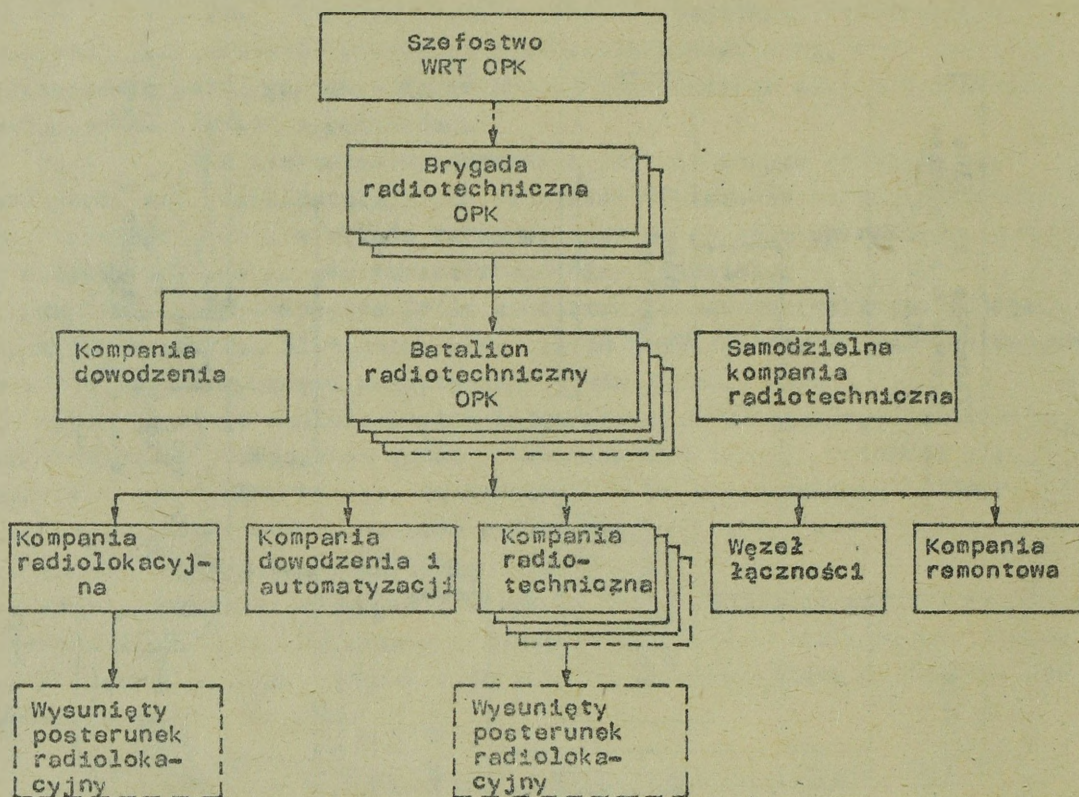 Szefostwo
WRT OPK
Brygada
radiotechniczna
OPK
Kompania
dowodzenia
Batalion
radiotechniczny
OPK
Samodzielna
kompania
radiotechniczna
Kompania
radiolokacyj-
na
Kompania
dowodzenia i
automatyzacji
Kompania
radio-
techniczna
Węzeł
łączności
Kompania
remontowa
Wysunięty
posterunek
radioloka-
cyjny
Wysunięty
posterunek
radioloka-
cyjny